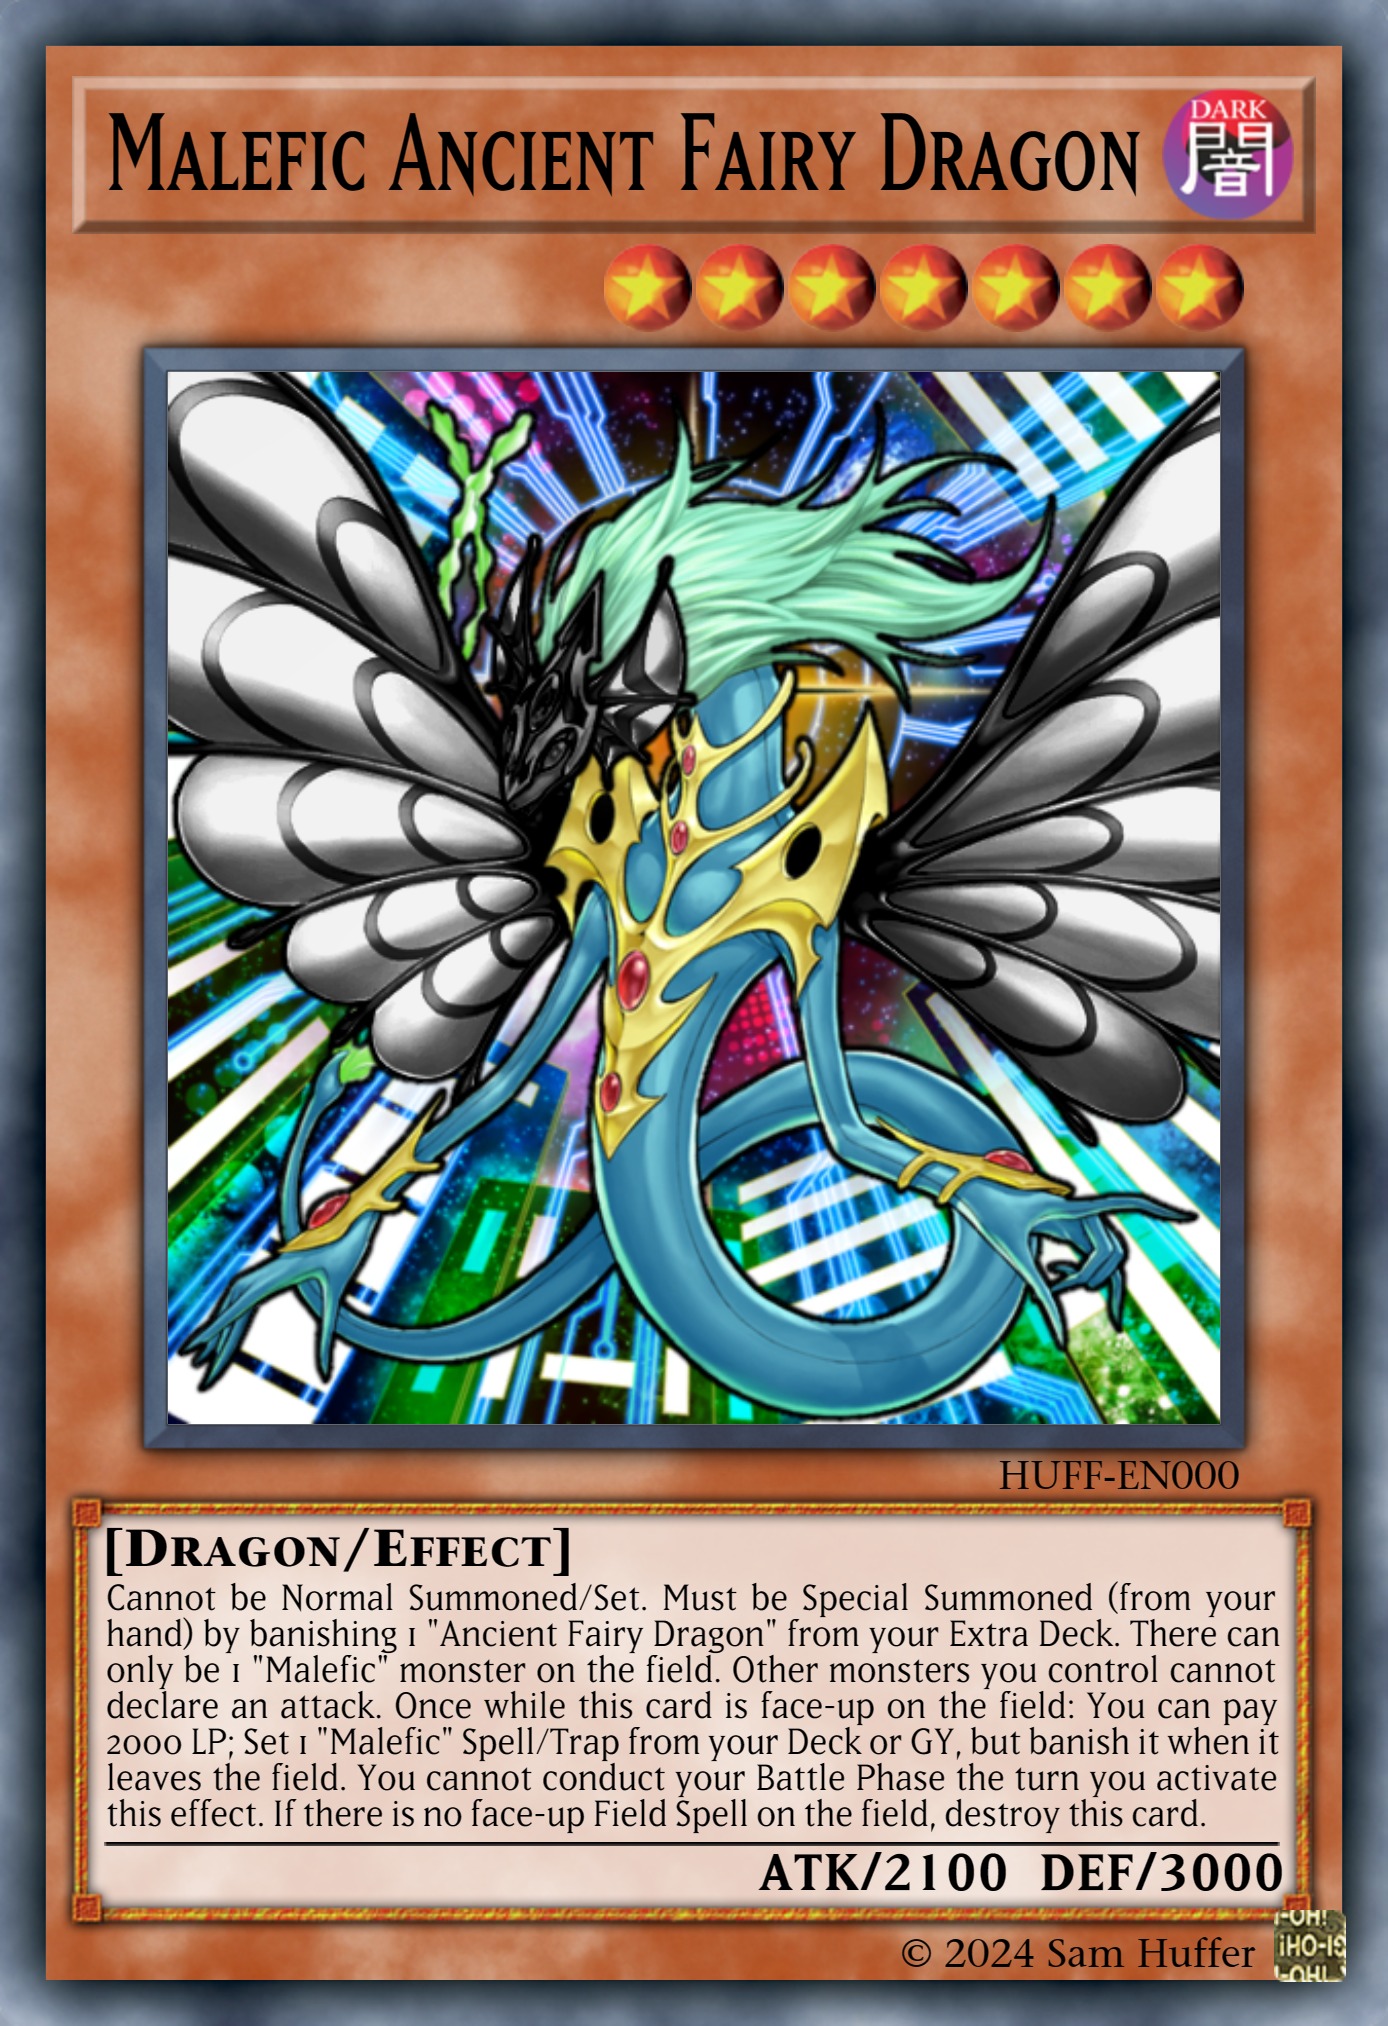 MALEFIC ANCIENT FAIRY DRAGON
DARK
闇
HUFF-EN000
[DRAGON/EFFECT]
Cannot be Normal Summoned/Set. Must be Special Summoned (from your
hand) by banishing 1 "Ancient Fairy Dragon" from your Extra Deck. There can
only be 1 "Malefic" monster on the field. Other monsters you control cannot
declare an attack. Once while this card is face-up on the field: You can pay
2000 LP; Set 1 "Malefic" Spell/Trap from your Deck or GY, but banish it when it
leaves the field. You cannot conduct your Battle Phase the turn you activate
this effect. If there is no face-up Field Spell on the field, destroy this card.
ATK/2100 DEF/3000
© 2024 Sam Huffer